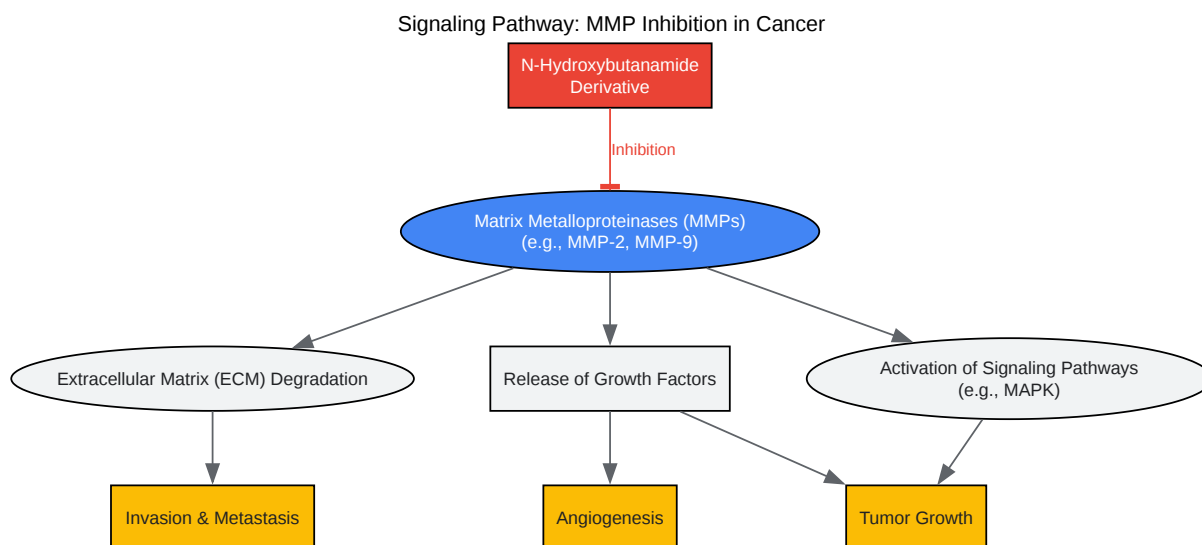 Signaling Pathway: MMP Inhibition in Cancer
N-Hydroxybutanamide
Derivative
Inhibition
Matrix Metalloproteinases (MMPs)
(e.g., MMP-2, MMP-9)
Extracellular Matrix (ECM) Degradation
Release of Growth Factors
Activation of Signaling Pathways
(e.g., MAPK)
Invasion & Metastasis
Angiogenesis
Tumor Growth